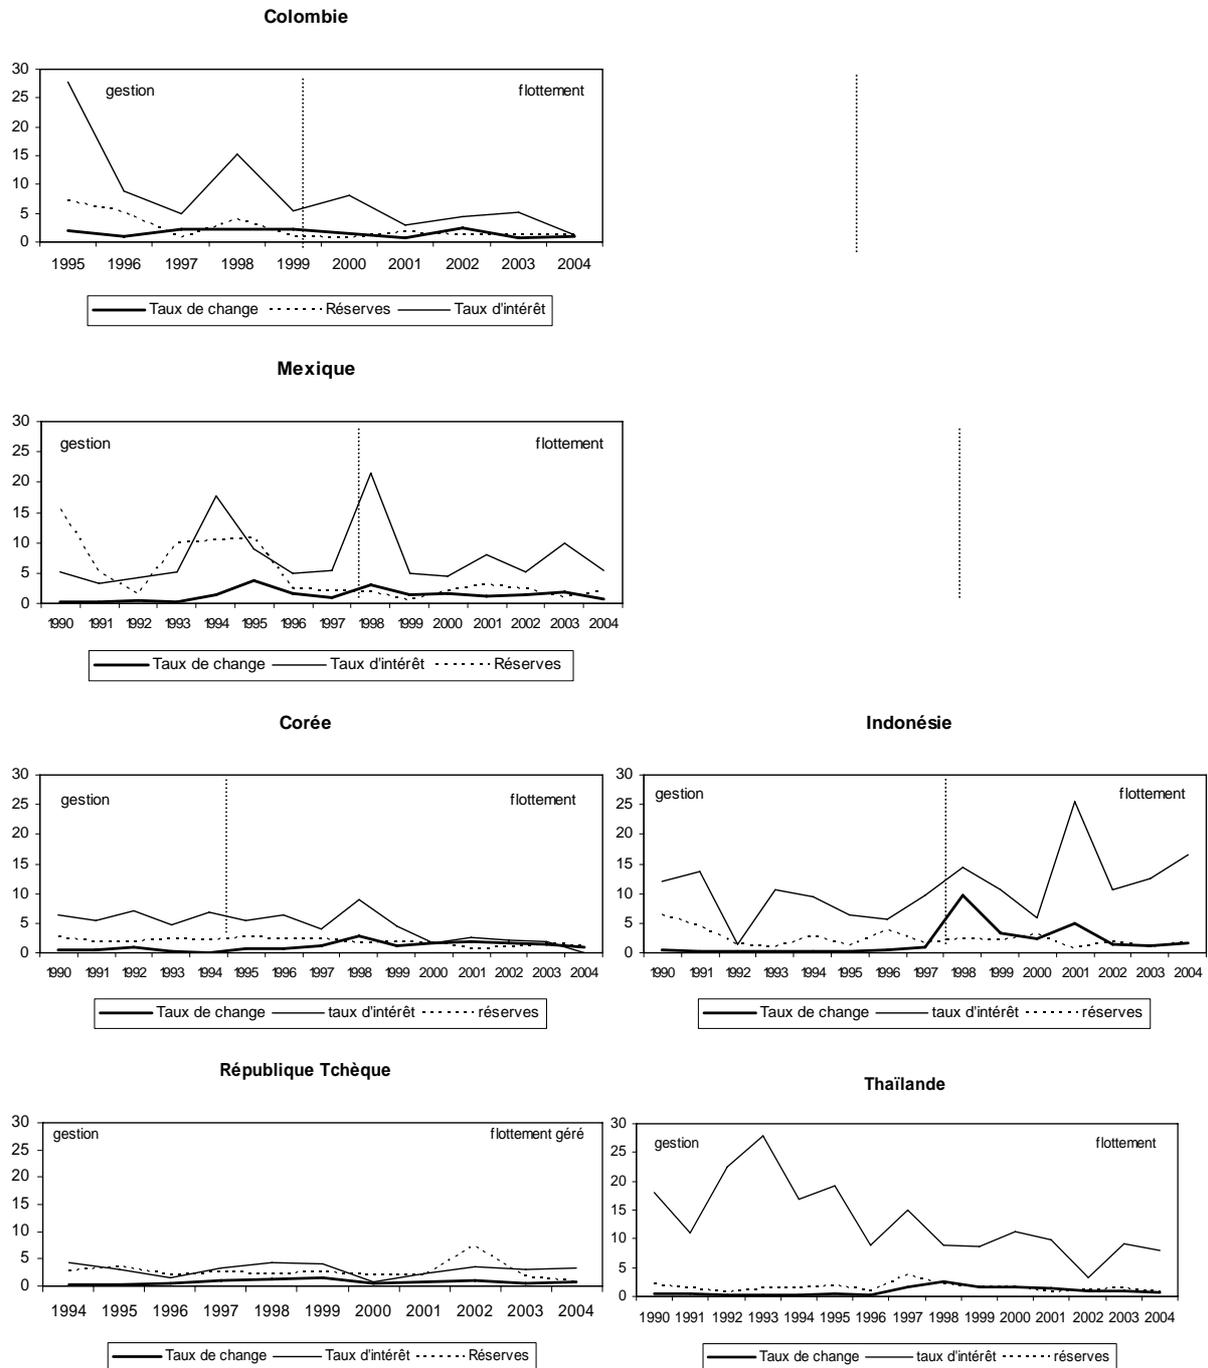 Colombie
30
25
20
15
10
5
0
gestion
flottement
1995 1996 1997 1998 1999 2000 2001 2002 2003 2004
Taux de change Réserves Taux d'intérêt
Mexique
30
25
20
15
10
5
0
gestion
flottement
1990 1991 1992 1993 1994 1995 1996 1997 1998 1999 2000 2001 2002 2003 2004
Taux de change Taux d'intérêt Réserves
Corée
30
25
20
15
10
5
0
gestion
flottement
1990 1991 1992 1993 1994 1995 1996 1997 1998 1999 2000 2001 2002 2003 2004
Taux de change taux d'intérêt réserves
Indonésie
30
25
20
15
10
5
0
gestion
flottement
1990 1991 1992 1993 1994 1995 1996 1997 1998 1999 2000 2001 2002 2003 2004
Taux de change taux d'intérêt réserves
République Tchèque
30
25
20
15
10
5
0
gestion
flottement géré
1994 1995 1996 1997 1998 1999 2000 2001 2002 2003 2004
Taux de change Taux d'intérêt Réserves
Thaïlande
30
25
20
15
10
5
0
gestion
flottement
1990 1991 1992 1993 1994 1995 1996 1997 1998 1999 2000 2001 2002 2003 2004
Taux de change taux d'intérêt réserves